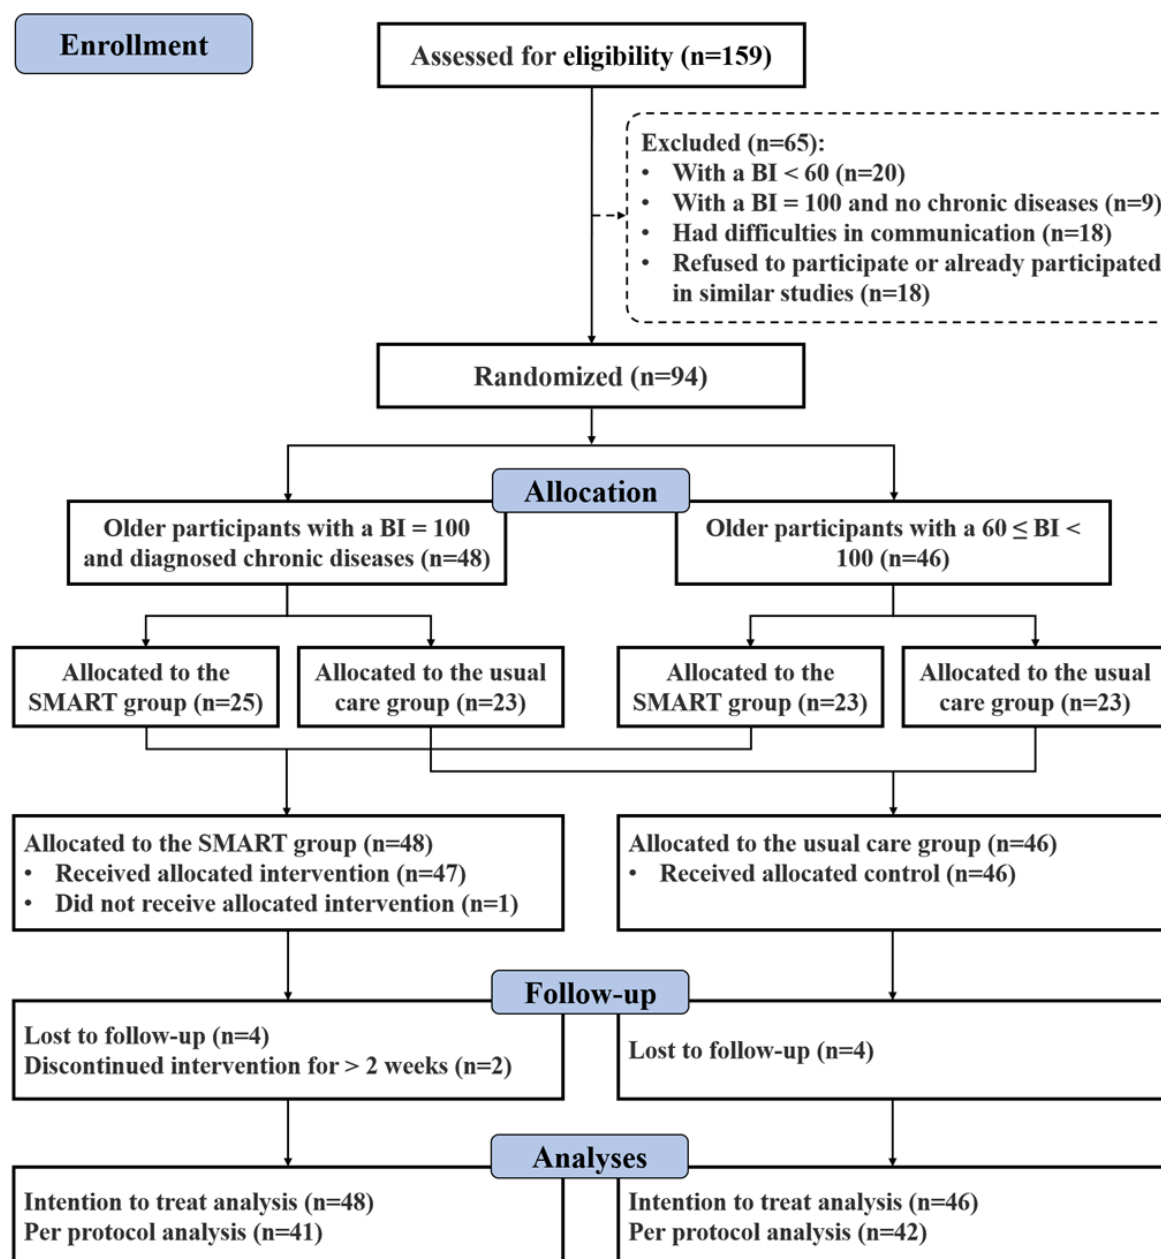 Enrollment
Assessed for eligibility (n=159)
Excluded (n=65):
• With a BI < 60 (n=20)
• With a BI = 100 and no chronic diseases (n=9)
• Had difficulties in communication (n=18)
• Refused to participate or already participated
in similar studies (n=18)
Randomized (n=94)
Allocation
Older participants with a BI = 100
and diagnosed chronic diseases (n=48)
Older participants with a 60 ≤ BI <
100 (n=46)
Allocated to the
SMART group (n=25)
Allocated to the usual
care group (n=23)
Allocated to the
SMART group (n=23)
Allocated to the usual
care group (n=23)
Allocated to the SMART group (n=48)
• Received allocated intervention (n=47)
• Did not receive allocated intervention (n=1)
Allocated to the usual care group (n=46)
• Received allocated control (n=46)
Follow-up
Lost to follow-up (n=4)
Discontinued intervention for > 2 weeks (n=2)
Lost to follow-up (n=4)
Analyses
Intention to treat analysis (n=48)
Per protocol analysis (n=41)
Intention to treat analysis (n=46)
Per protocol analysis (n=42)